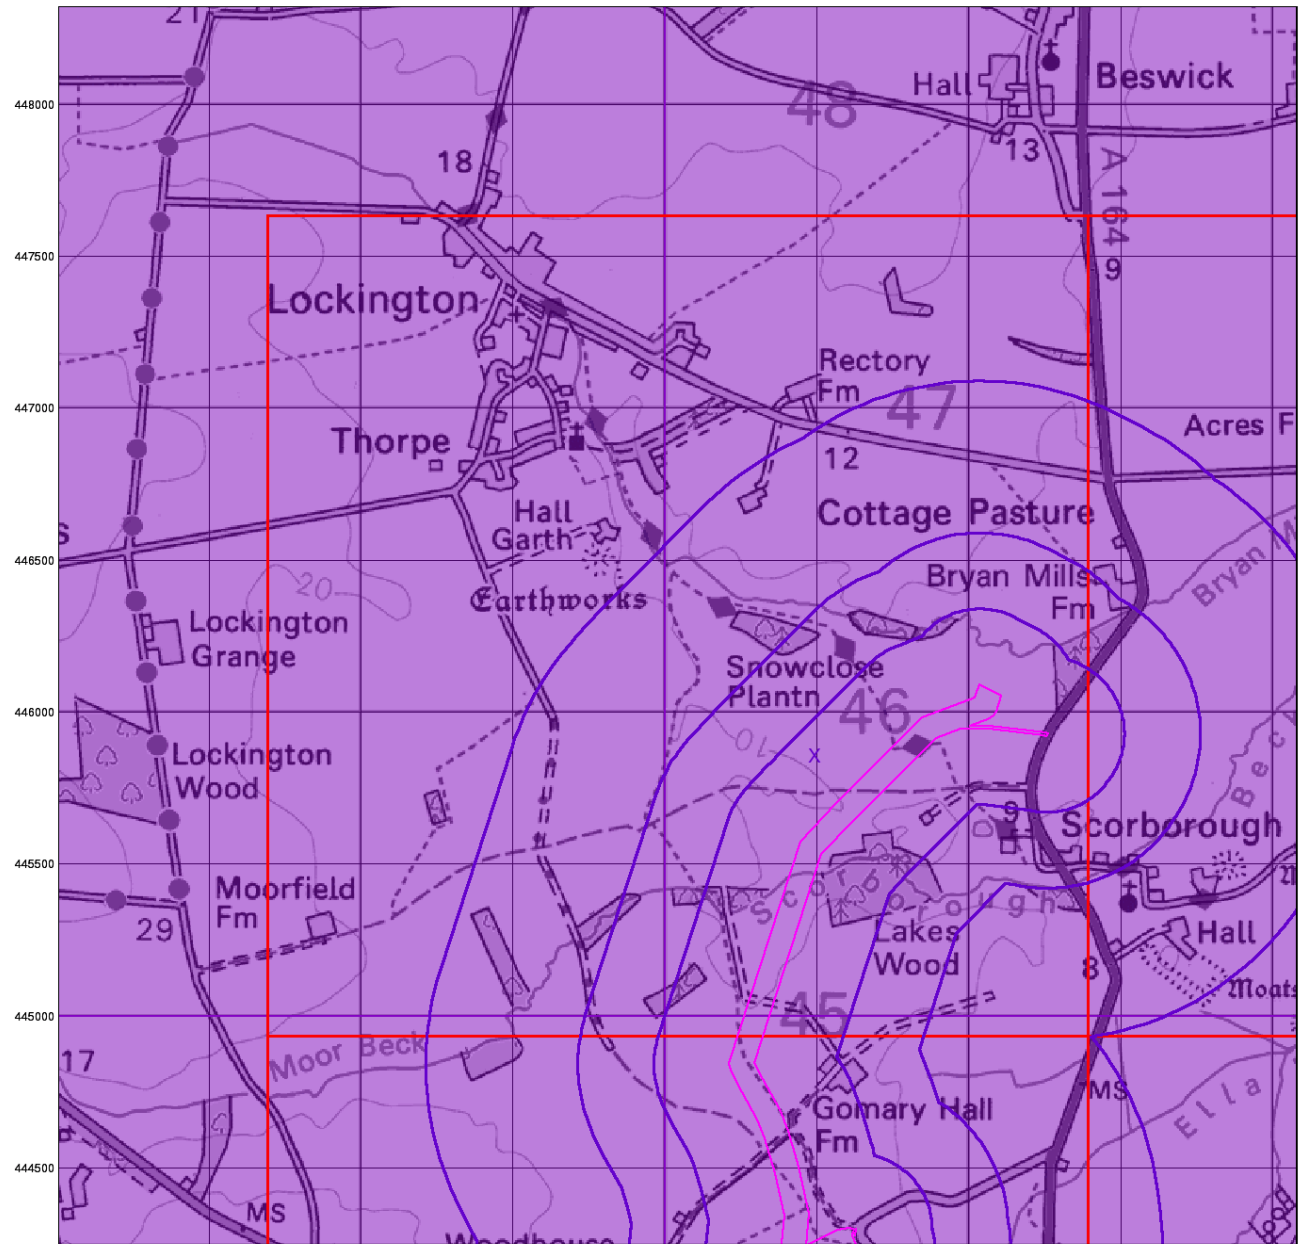 21
448000
Hall
Beswick
48
18
13
A 164
447500
9
Lockington
Rectory
Fm
47
447000
Acres F
Thorpe
12
Hall
Garth
Cottage Pasture
S
446500
20
Earthworks
Bryan Mills
Fm
Bryan M
Lockington
Grange
Snowclose
Plantn
46
446000
10
x
Lockington
Wood
Beck
9
Scorborough
445500
Moorfield
Fm
Scorborough
29
Lakes
Wood
Hall
8
Moats
45
445000
17
Moor Beck
MS
Gomary Hall
Fm
Ella
444500
MS
Woodhouse